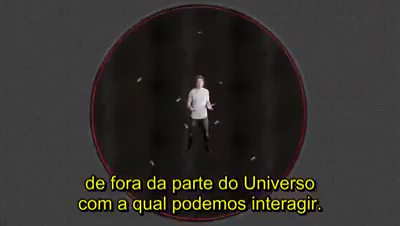 de fora da parte do Universo
com a qual podemos interagir.